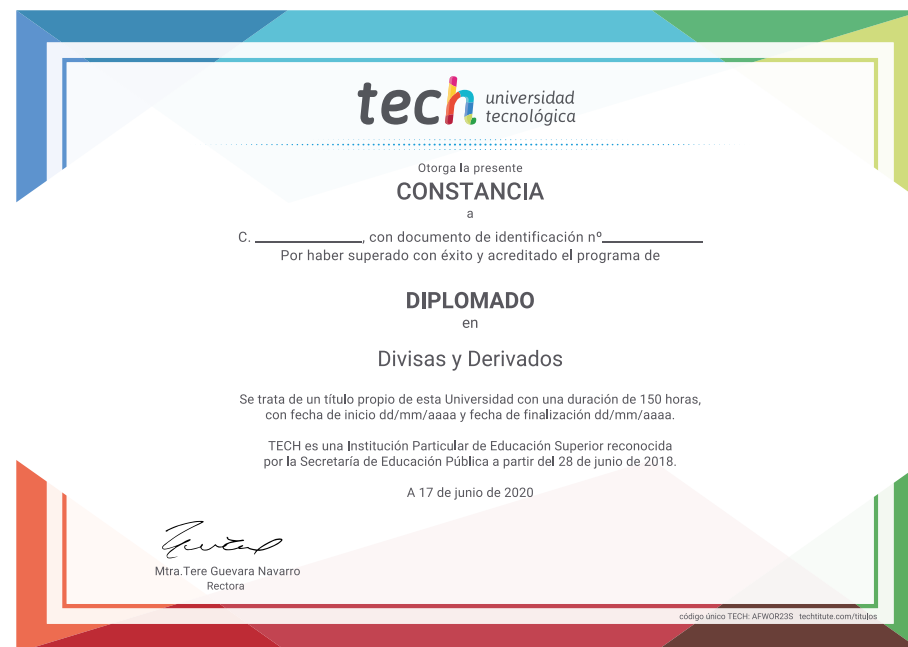 tech universidad
tecnológica
Otorga la presente
CONSTANCIA
a
C. ____________, con documento de identificación nº____________
Por haber superado con éxito y acreditado el programa de
DIPLOMADO
en
Divisas y Derivados
Se trata de un título propio de esta Universidad con una duración de 150 horas,
con fecha de inicio dd/mm/aaaa y fecha de finalización dd/mm/aaaa.
TECH es una Institución Particular de Educación Superior reconocida
por la Secretaría de Educación Pública a partir del 28 de junio de 2018.
A 17 de junio de 2020
Mtra.Tere Guevara Navarro
Rectora
código único TECH: AFWOR23S techtitute.com/titulos